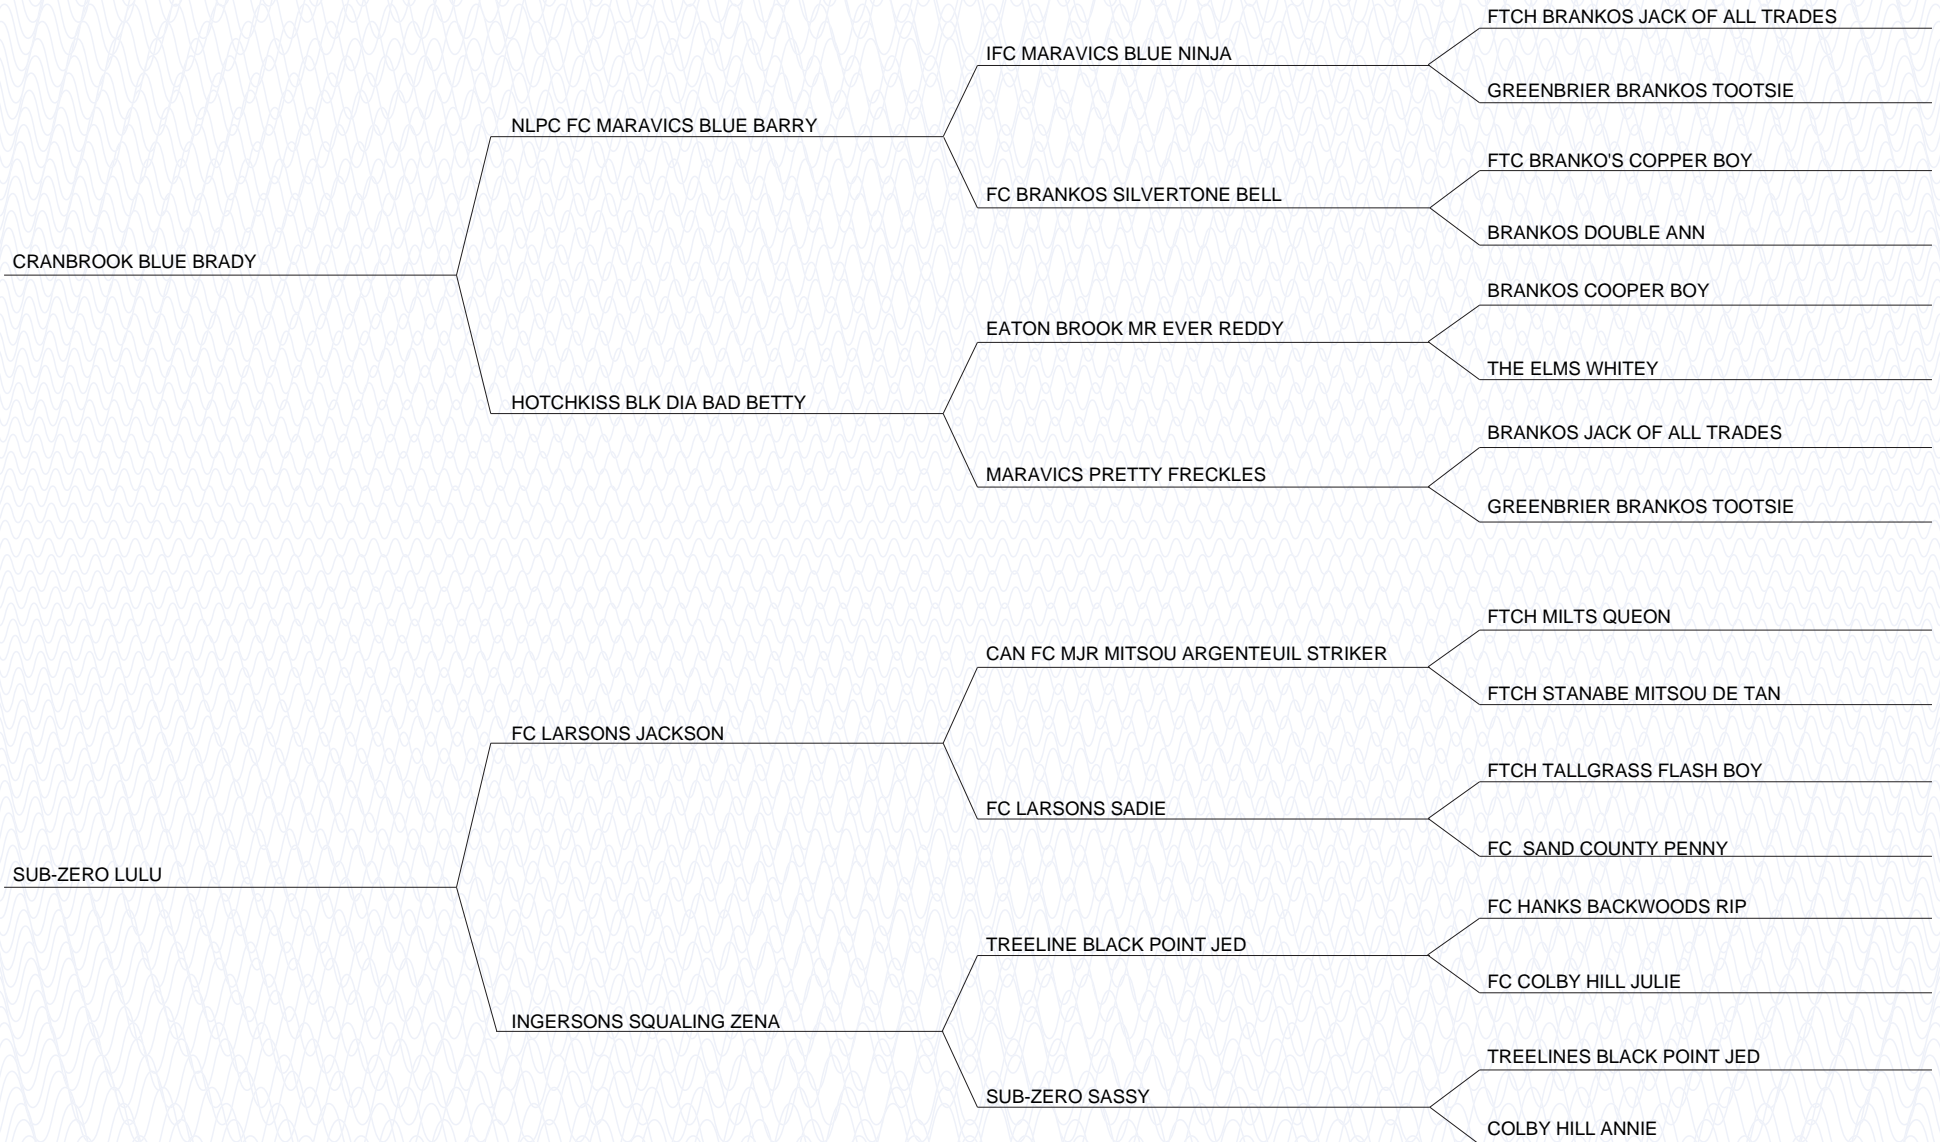 FTCH BRANKOS JACK OF ALL TRADES
IFC MARAVICS BLUE NINJA
GREENBRIER BRANKOS TOOTSIE
NLPC FC MARAVICS BLUE BARRY
FTC BRANKO'S COPPER BOY
FC BRANKOS SILVERTONE BELL
BRANKOS DOUBLE ANN
CRANBROOK BLUE BRADY
BRANKOS COOPER BOY
EATON BROOK MR EVER REDDY
THE ELMS WHITEY
HOTCHKISS BLK DIA BAD BETTY
BRANKOS JACK OF ALL TRADES
MARAVICS PRETTY FRECKLES
GREENBRIER BRANKOS TOOTSIE
FTCH MILTS QUEON
CAN FC MJR MITSOU ARGENTEUIL STRIKER
FTCH STANABE MITSOU DE TAN
FC LARSONS JACKSON
FTCH TALLGRASS FLASH BOY
FC LARSONS SADIE
FC  SAND COUNTY PENNY
SUB-ZERO LULU
FC HANKS BACKWOODS RIP
TREELINE BLACK POINT JED
FC COLBY HILL JULIE
INGERSONS SQUALING ZENA
TREELINES BLACK POINT JED
SUB-ZERO SASSY
COLBY HILL ANNIE